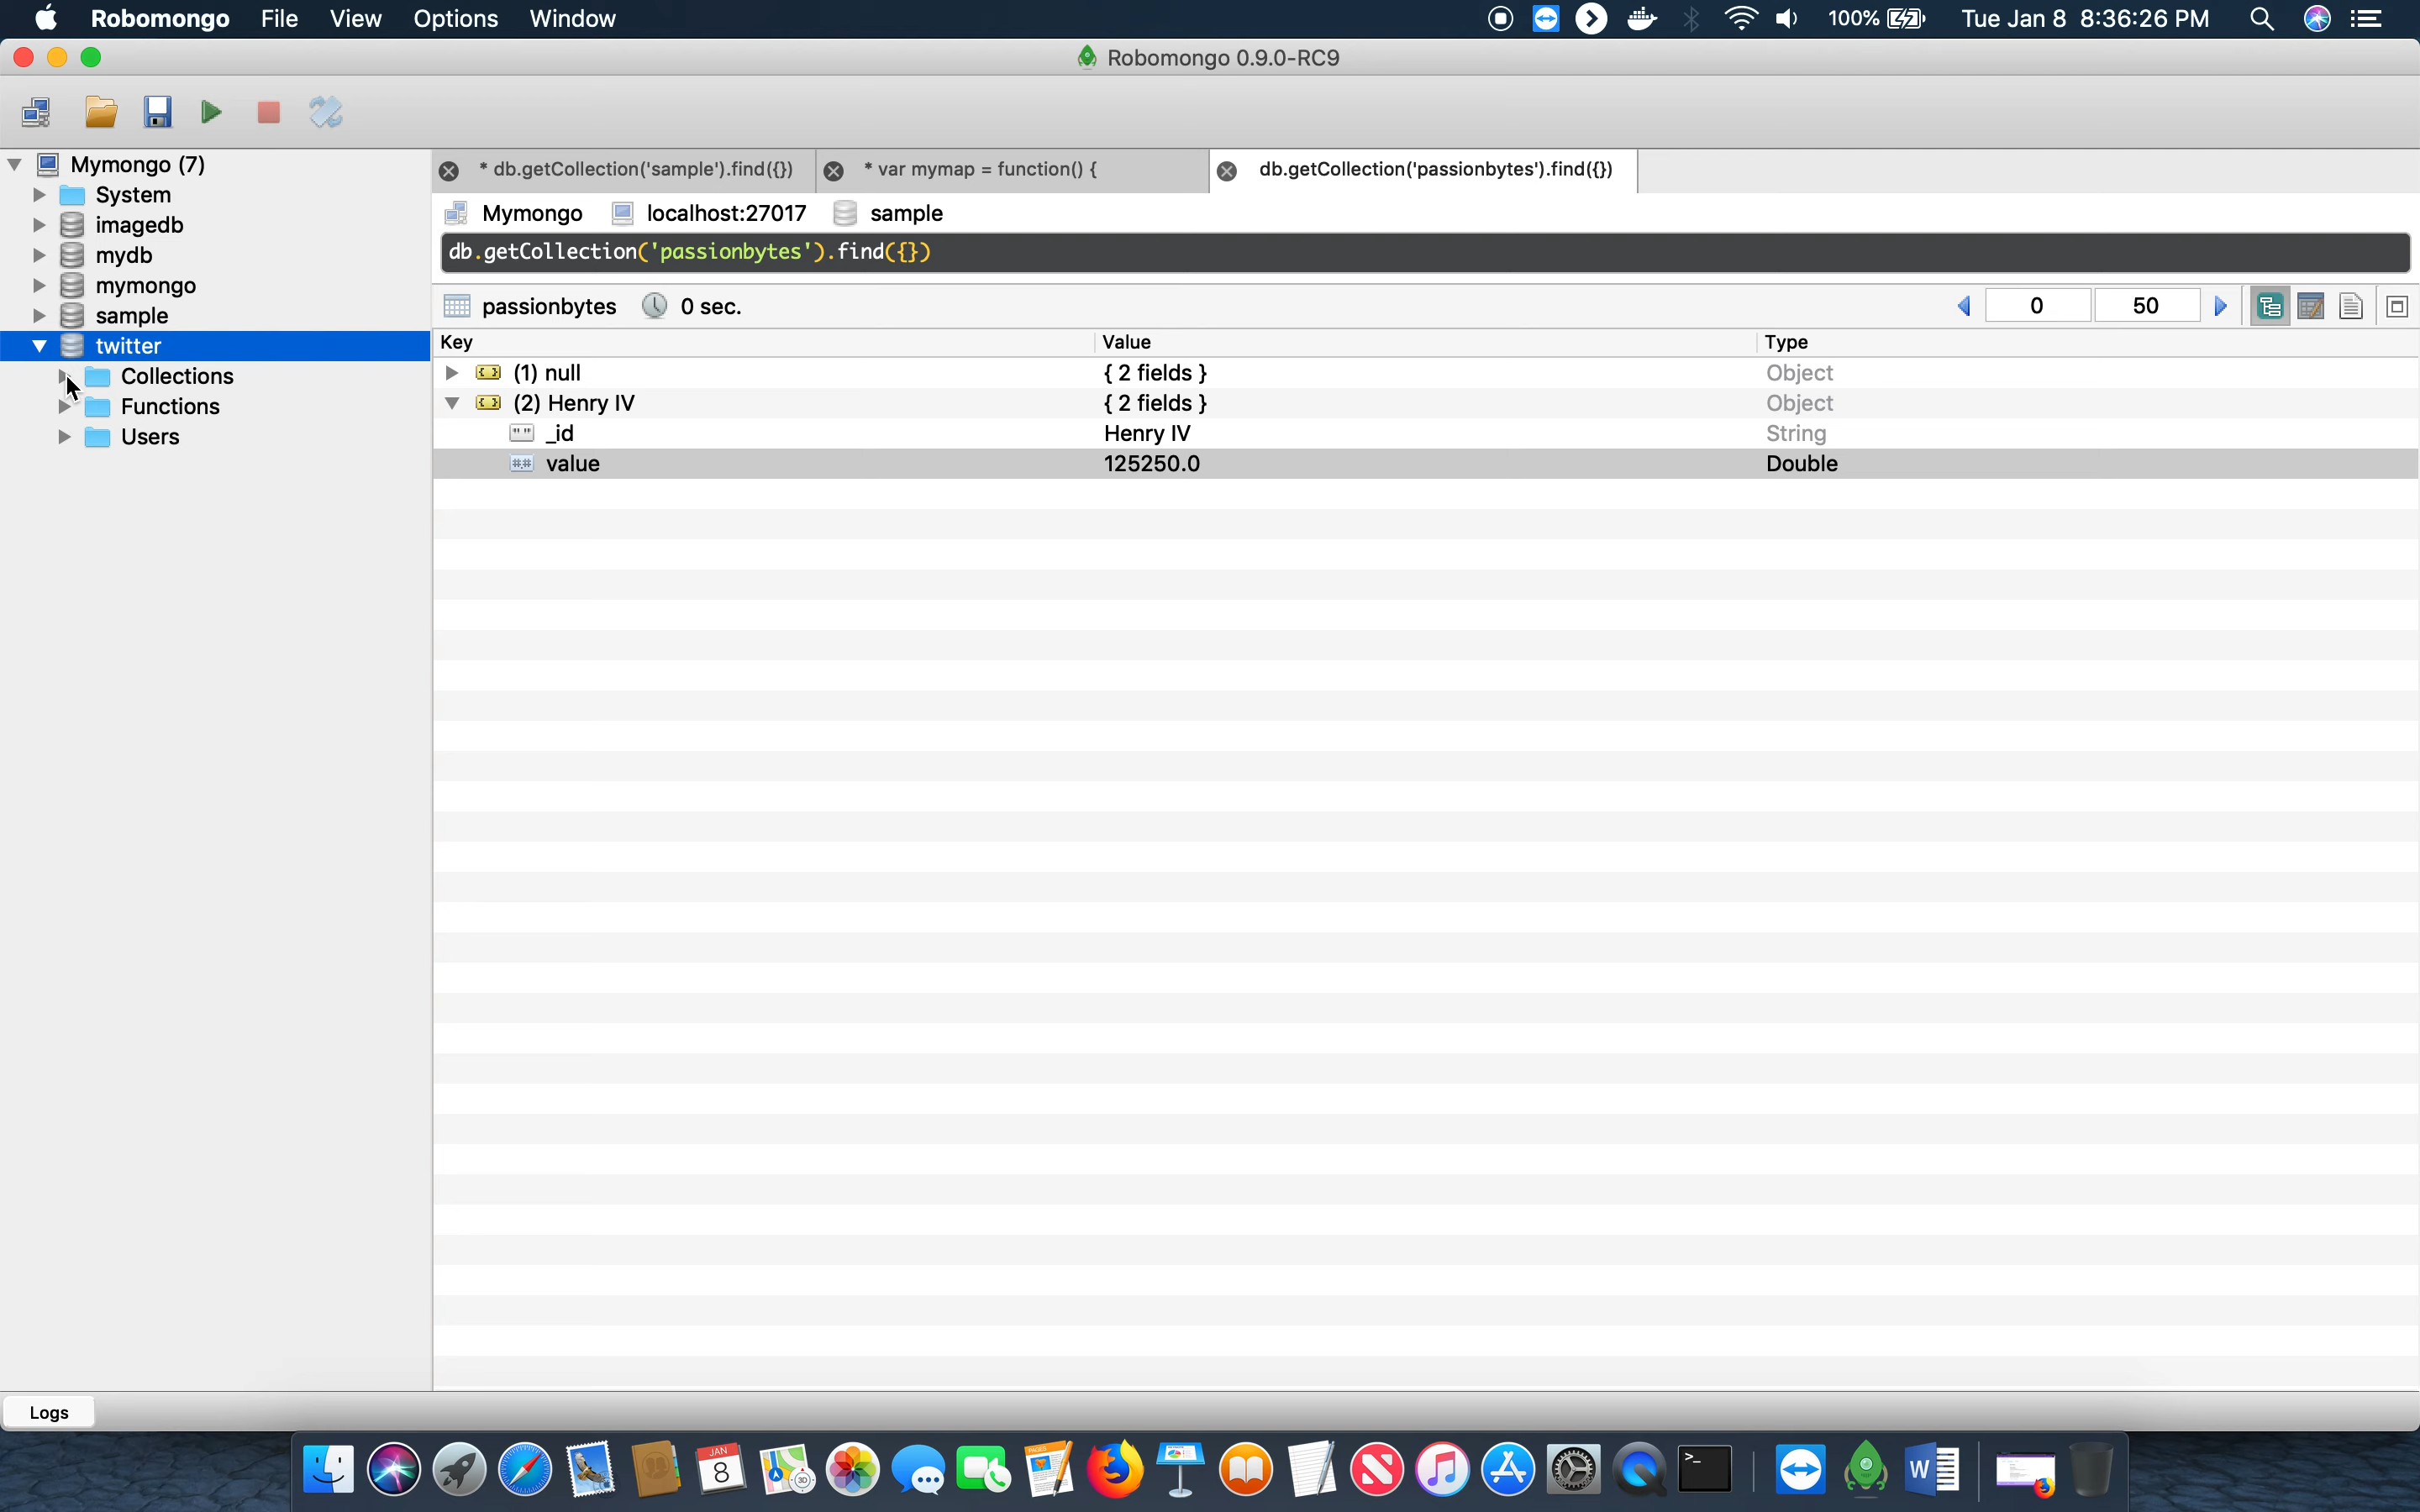 Robomongo File View Options Window 100% Tue Jan 8 8:36:26 PM
Robomongo 0.9.0-RC9
Mymongo (7)
System
imagedb
mydb
mymongo
sample
twitter
Collections
Functions
Users
* db.getCollection('sample').find({}) * var mymap = function() { db.getCollection('passionbytes').find({})
Mymongo localhost:27017 sample
db.getCollection('passionbytes').find({})
passionbytes 0 sec. 0 50
Key Value Type
(1) null { 2 fields } Object
(2) Henry IV { 2 fields } Object
_id Henry IV String
value 125250.0 Double
Logs
JAN
8
PAGES
3D
W